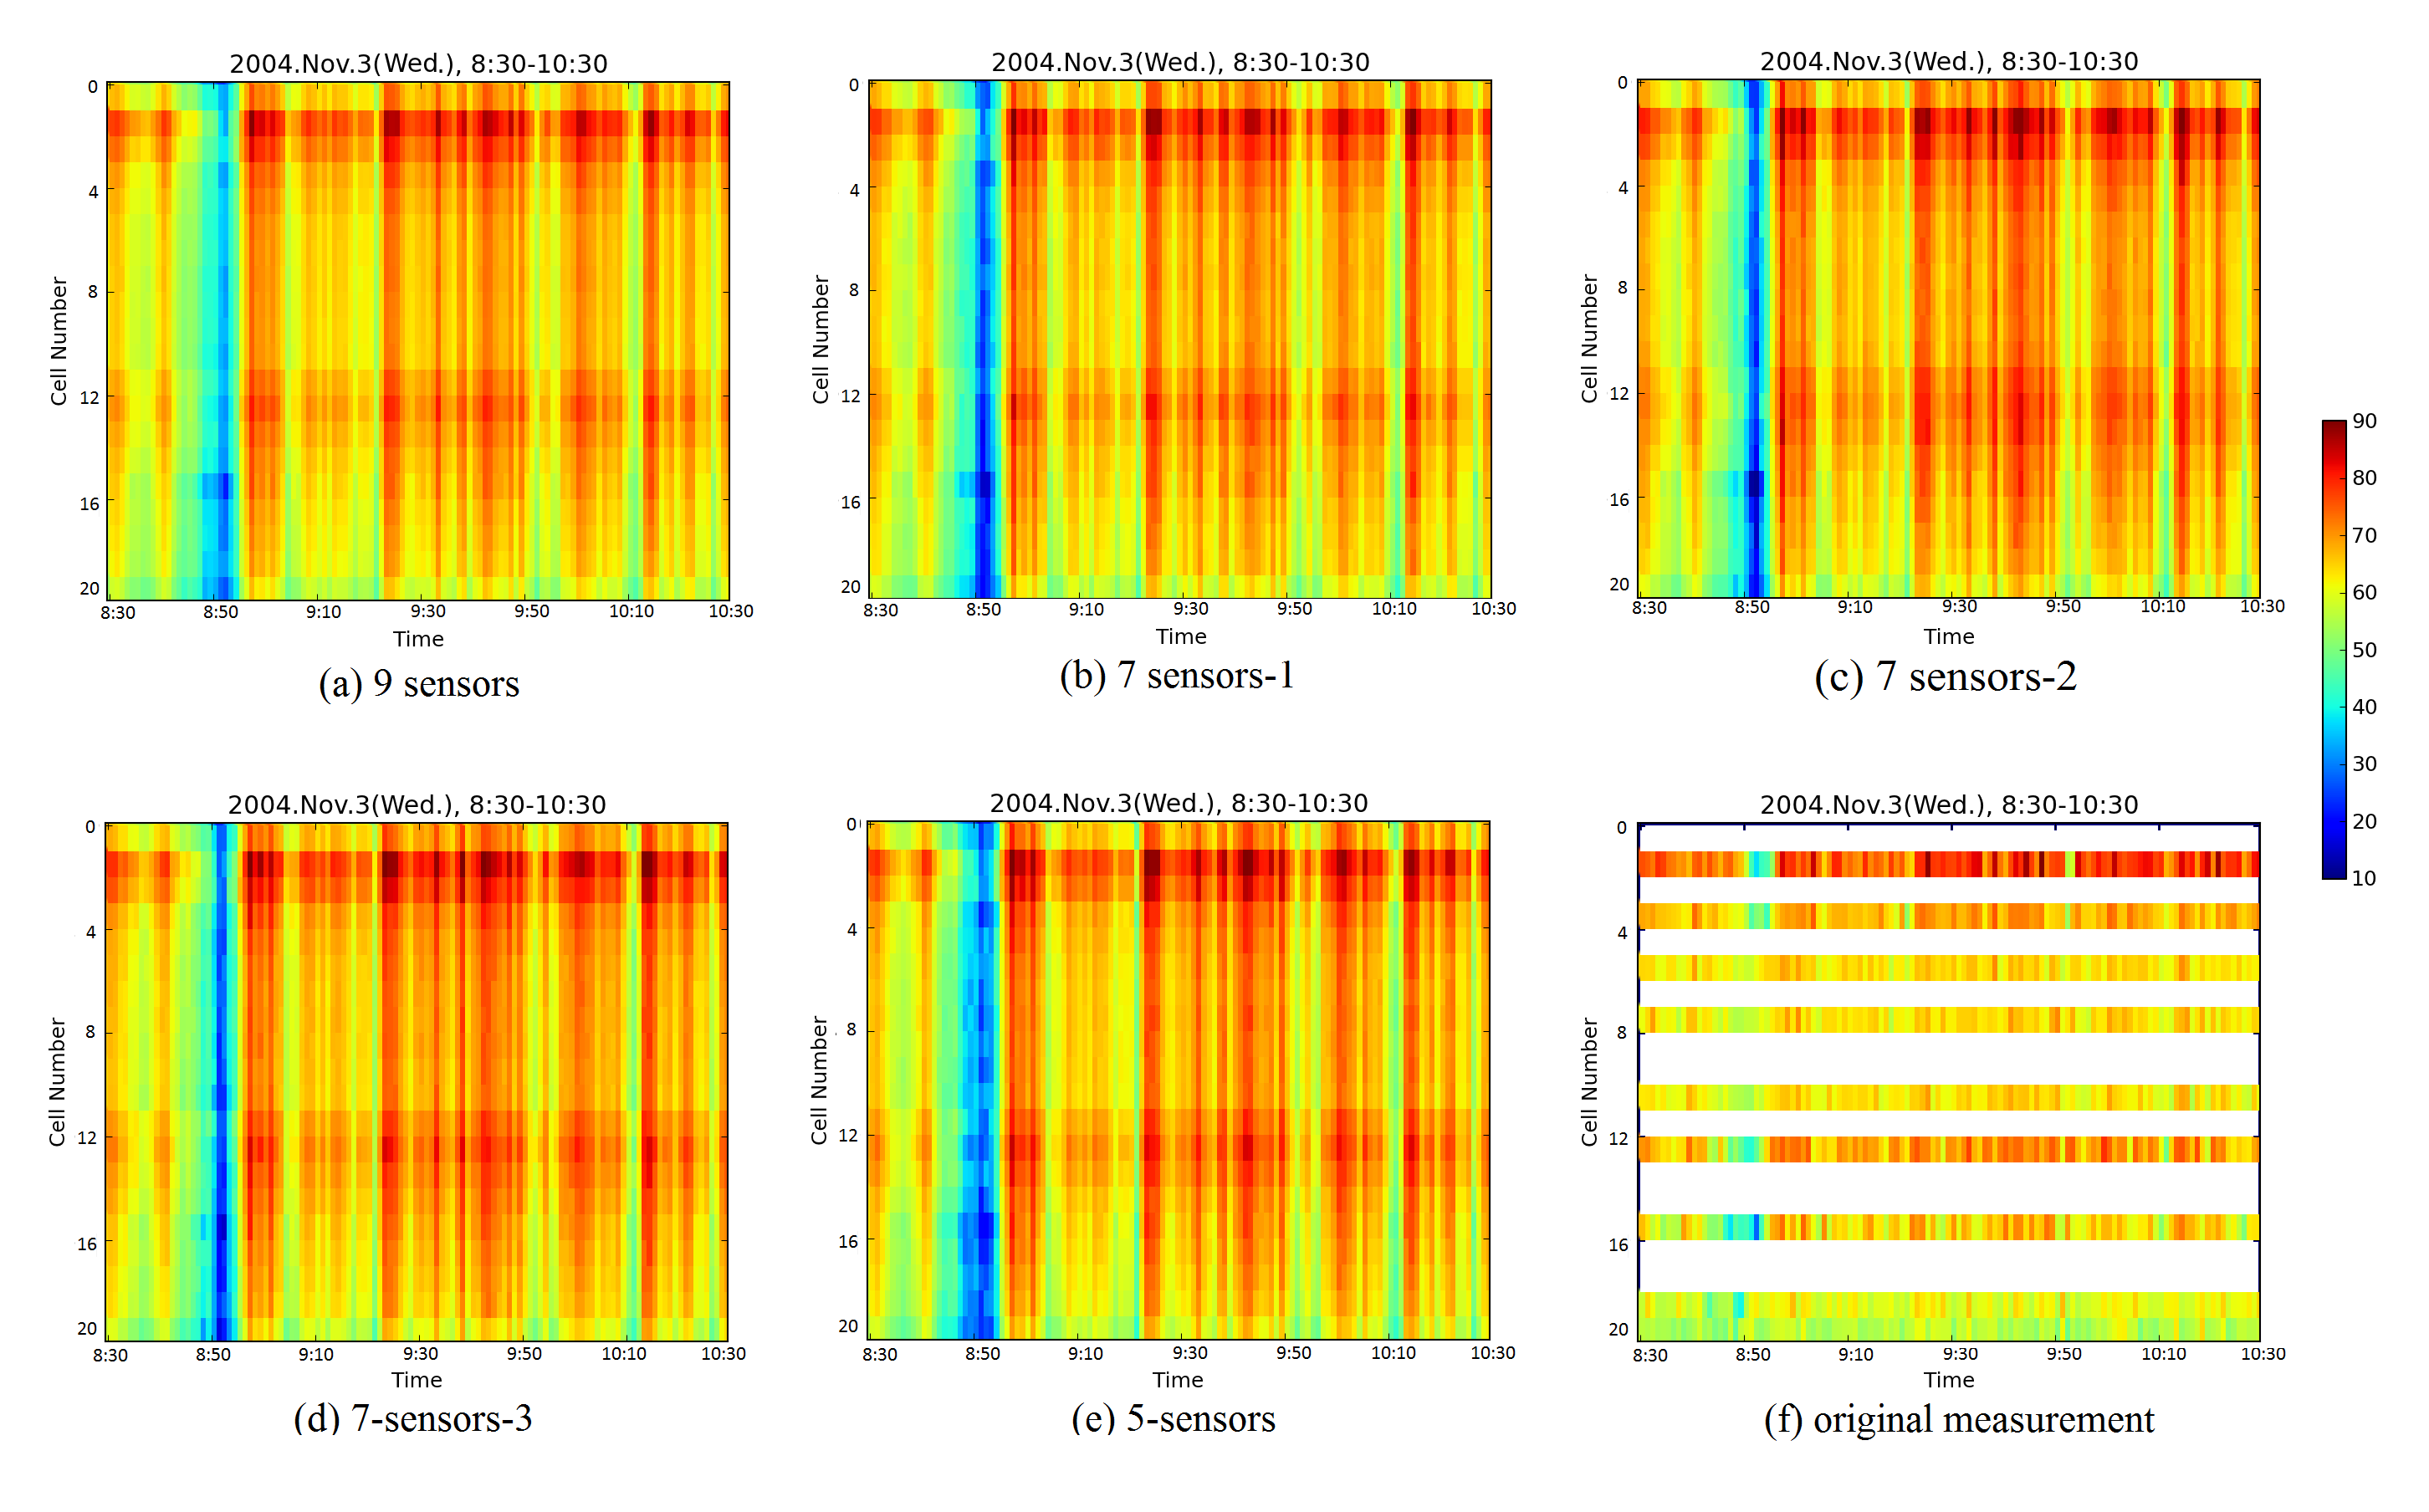 2004.Nov.3(Wed.), 8:30-10:30
0
4
8
12
16
20
Cell Number
8:30 8:50 9:10 9:30 9:50 10:10 10:30
Time
(a) 9 sensors
2004.Nov.3(Wed.), 8:30-10:30
0
4
8
12
16
20
Cell Number
8:30 8:50 9:10 9:30 9:50 10:10 10:30
Time
(b) 7 sensors-1
2004.Nov.3(Wed.), 8:30-10:30
0
4
8
12
16
20
Cell Number
8:30 8:50 9:10 9:30 9:50 10:10 10:30
Time
(c) 7 sensors-2
90
80
70
60
50
40
30
20
10
2004.Nov.3(Wed.), 8:30-10:30
0
4
8
12
16
20
Cell Number
8:30 8:50 9:10 9:30 9:50 10:10 10:30
Time
(d) 7-sensors-3
2004.Nov.3(Wed.), 8:30-10:30
0
4
8
12
16
20
Cell Number
8:30 8:50 9:10 9:30 9:50 10:10 10:30
Time
(e) 5-sensors
2004.Nov.3(Wed.), 8:30-10:30
0
4
8
12
16
20
Cell Number
8:30 8:50 9:10 9:30 9:50 10:10 10:30
Time
(f) original measurement